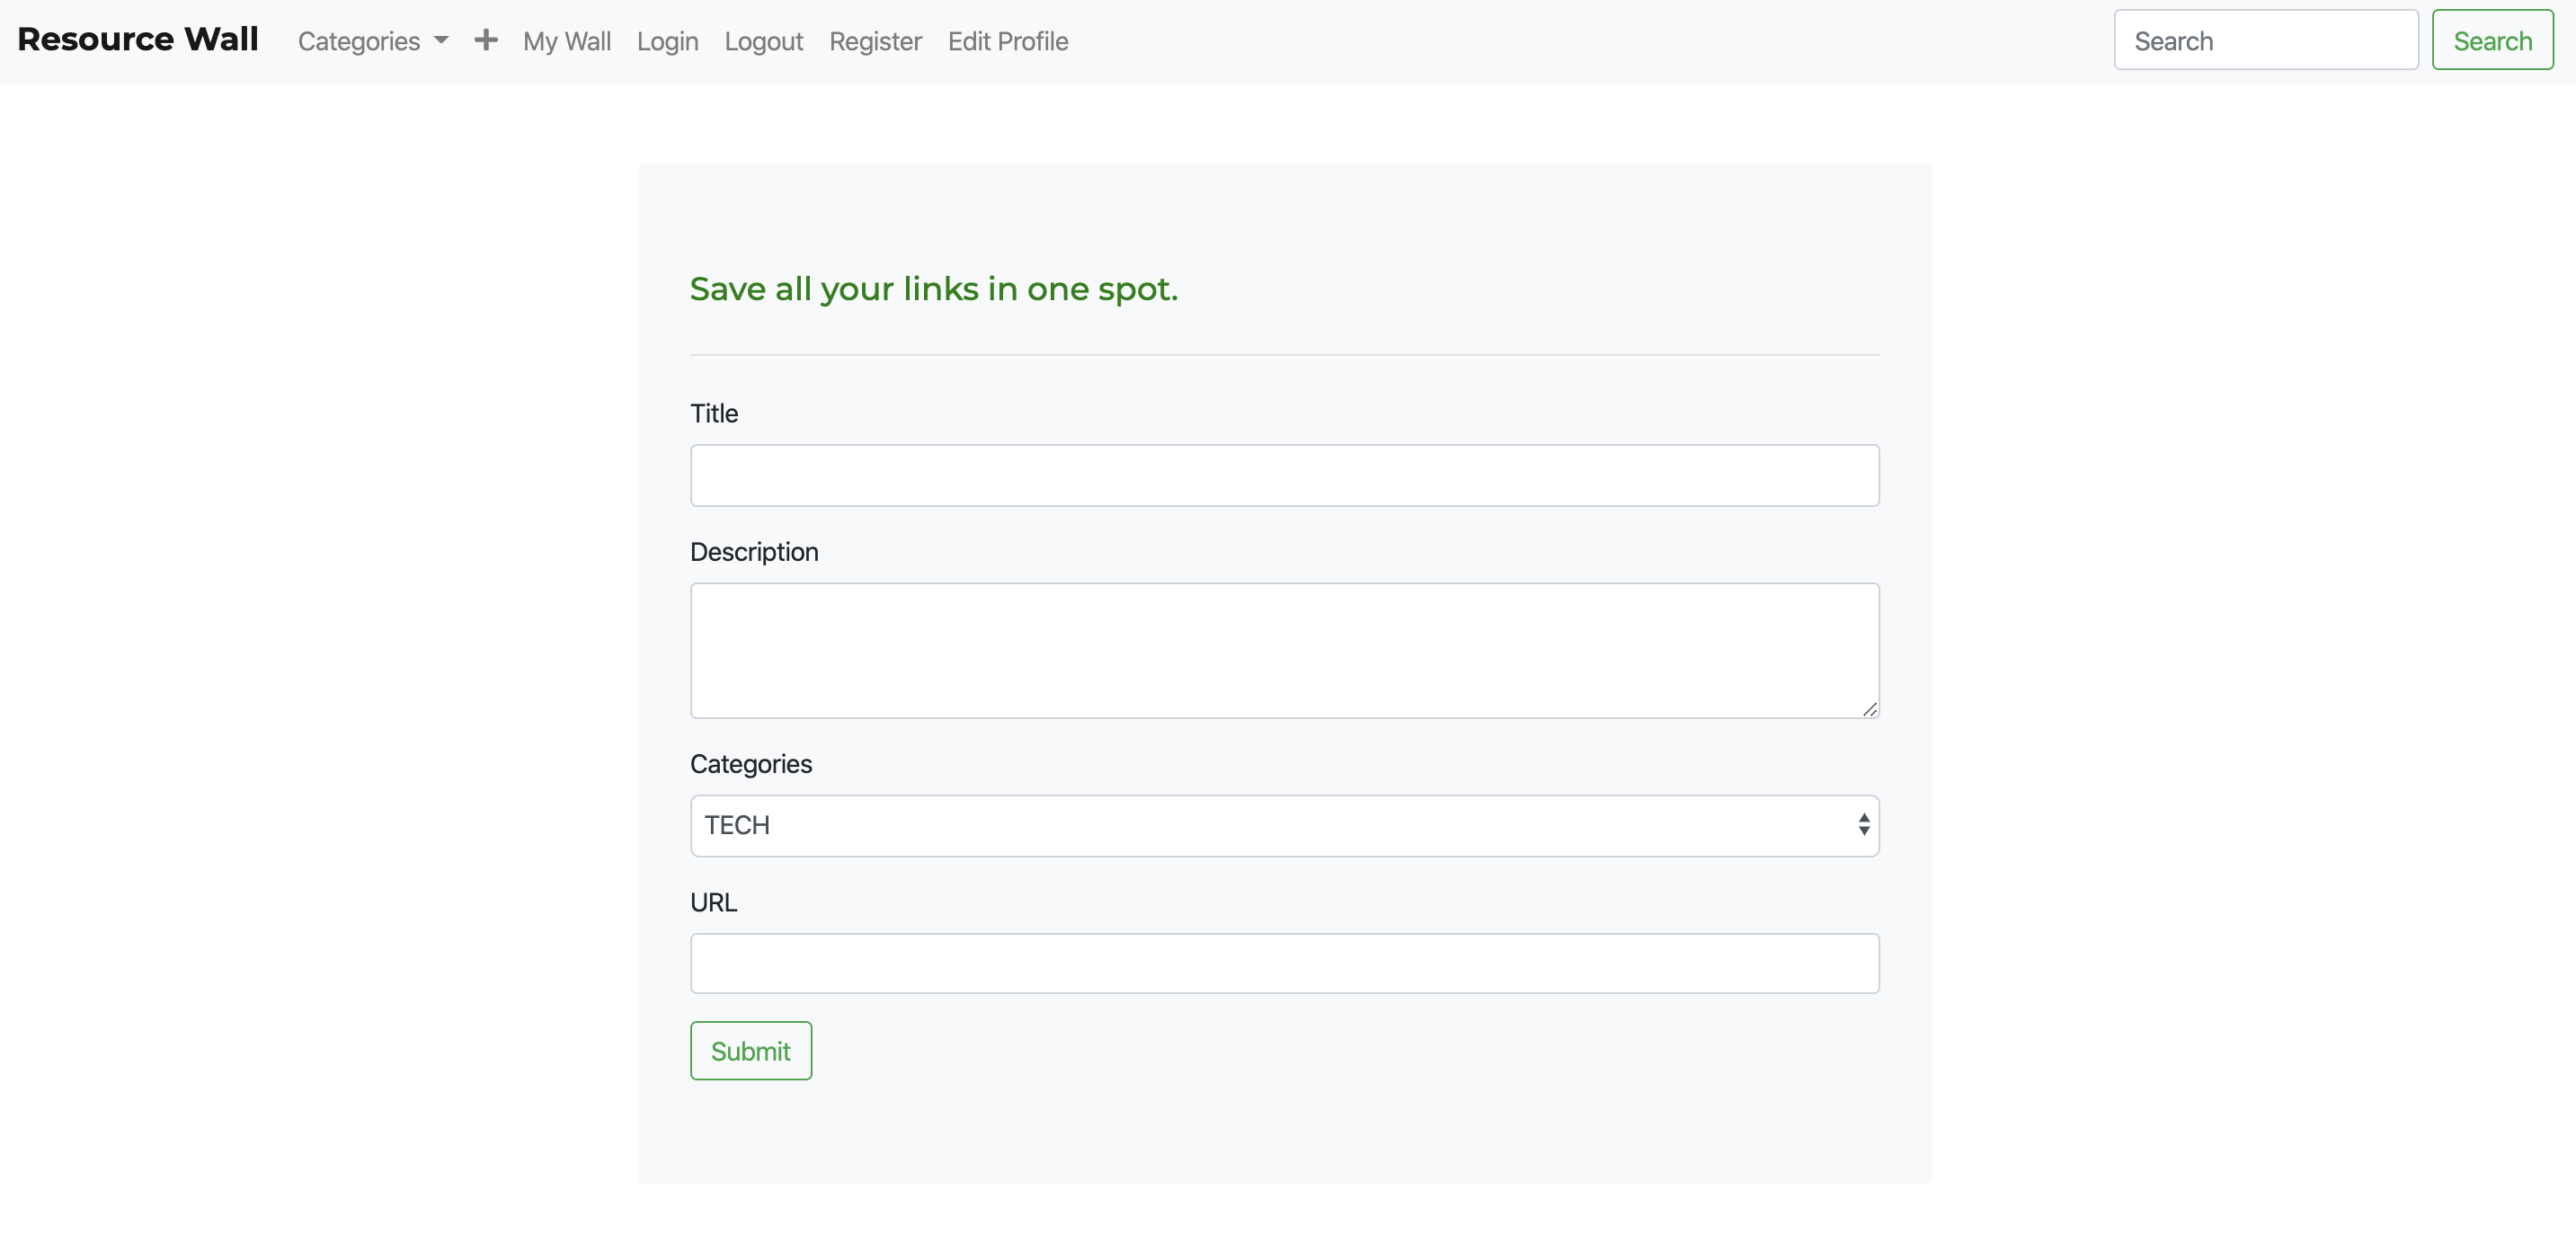 Resource Wall Categories My Wall Login Logout Register Edit Profile Search Search
Save all your links in one spot.
Title
Description
Categories
TECH
URL
Submit